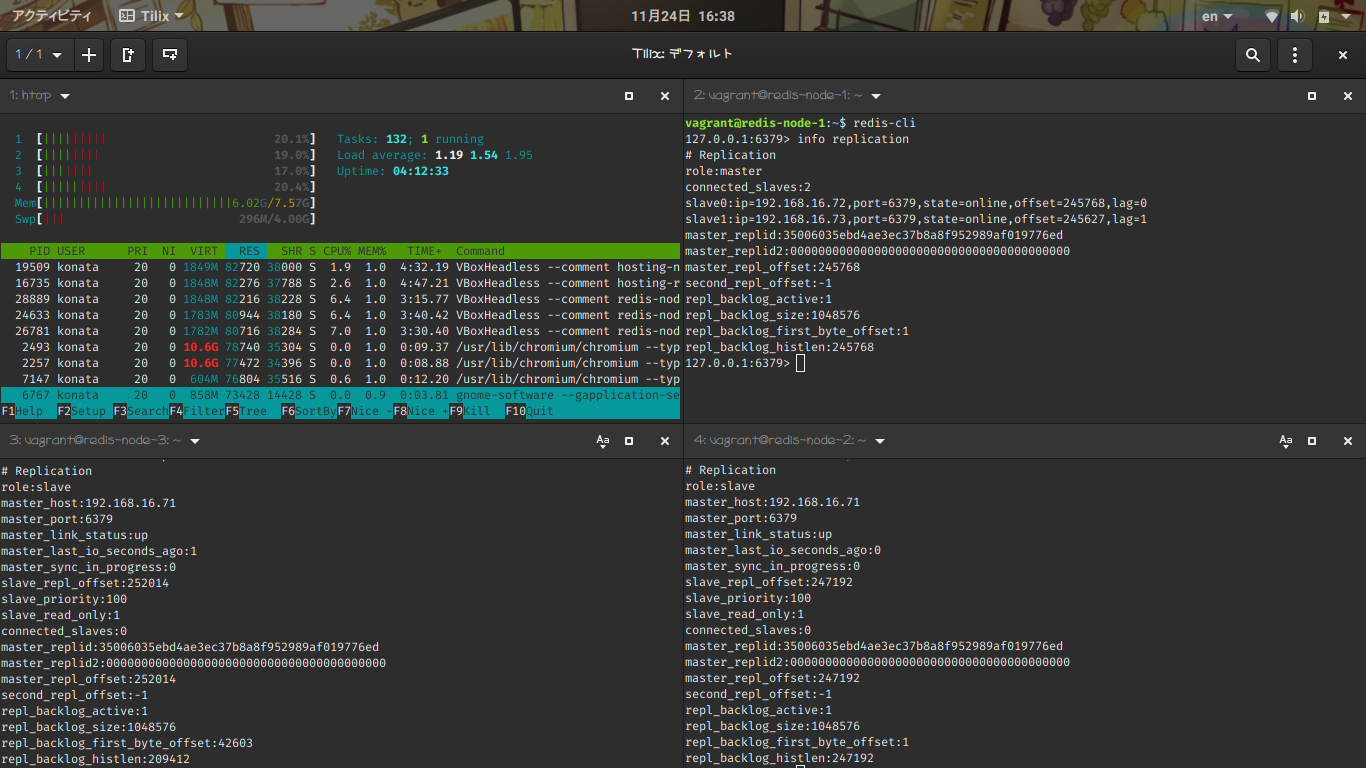 アクティビティ Tilix 11月24日 16:38 en
1 / 1 Tilix: デフォルト
1: htop
1 [||||||||| 20.1%] Tasks: 132; 1 running
2 [|||||||| 19.0%] Load average: 1.19 1.54 1.95
3 [||||||| 17.0%] Uptime: 04:12:33
4 [||||||||| 20.4%]
Mem[|||||||||||||||||||||||||||6.02G/7.57G]
Swp[||| 296M/4.00G]
PID USER PRI NI VIRT RES SHR S CPU% MEM% TIME+ Command
19509 konata 20 0 1849M 82720 38000 S 1.9 1.0 4:32.19 VBoxHeadless --comment hosting-n
16735 konata 20 0 1848M 82276 37788 S 2.6 1.0 4:47.21 VBoxHeadless --comment hosting-r
28889 konata 20 0 1848M 82216 38228 S 6.4 1.0 3:15.77 VBoxHeadless --comment redis-nod
24633 konata 20 0 1783M 80944 38180 S 6.4 1.0 3:40.42 VBoxHeadless --comment redis-nod
26781 konata 20 0 1782M 80716 38284 S 7.0 1.0 3:30.40 VBoxHeadless --comment redis-nod
2493 konata 20 0 10.6G 78740 35304 S 0.0 1.0 0:09.37 /usr/lib/chromium/chromium --typ
2257 konata 20 0 10.6G 77472 34396 S 0.0 1.0 0:08.88 /usr/lib/chromium/chromium --typ
7147 konata 20 0 604M 76804 35516 S 0.6 1.0 0:12.20 /usr/lib/chromium/chromium --typ
6767 konata 20 0 858M 73428 14428 S 0.0 0.9 0:03.81 gnome-software --gapplication-se
F1Help F2Setup F3SearchF4FilterF5Tree F6SortByF7Nice -F8Nice +F9Kill F10Quit
2: vagrant@redis-node-1: ~
vagrant@redis-node-1:~$ redis-cli
127.0.0.1:6379> info replication
# Replication
role:master
connected_slaves:2
slave0:ip=192.168.16.72,port=6379,state=online,offset=245768,lag=0
slave1:ip=192.168.16.73,port=6379,state=online,offset=245627,lag=1
master_replid:35006035ebd4ae3ec37b8a8f952989af019776ed
master_replid2:0000000000000000000000000000000000000000
master_repl_offset:245768
second_repl_offset:-1
repl_backlog_active:1
repl_backlog_size:1048576
repl_backlog_first_byte_offset:1
repl_backlog_histlen:245768
127.0.0.1:6379>
3: vagrant@redis-node-3: ~ Aa
# Replication
role:slave
master_host:192.168.16.71
master_port:6379
master_link_status:up
master_last_io_seconds_ago:1
master_sync_in_progress:0
slave_repl_offset:252014
slave_priority:100
slave_read_only:1
connected_slaves:0
master_replid:35006035ebd4ae3ec37b8a8f952989af019776ed
master_replid2:0000000000000000000000000000000000000000
master_repl_offset:252014
second_repl_offset:-1
repl_backlog_active:1
repl_backlog_size:1048576
repl_backlog_first_byte_offset:42603
repl_backlog_histlen:209412
4: vagrant@redis-node-2: ~ Aa
# Replication
role:slave
master_host:192.168.16.71
master_port:6379
master_link_status:up
master_last_io_seconds_ago:0
master_sync_in_progress:0
slave_repl_offset:247192
slave_priority:100
slave_read_only:1
connected_slaves:0
master_replid:35006035ebd4ae3ec37b8a8f952989af019776ed
master_replid2:0000000000000000000000000000000000000000
master_repl_offset:247192
second_repl_offset:-1
repl_backlog_active:1
repl_backlog_size:1048576
repl_backlog_first_byte_offset:1
repl_backlog_histlen:247192